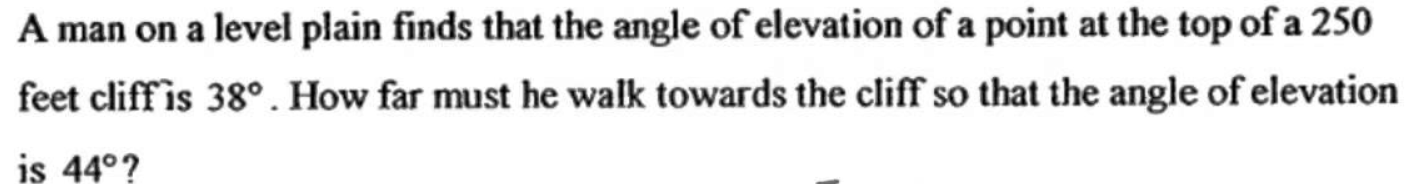 A man on a level plain finds that the angle of elevation of a point at the top of a 250
feet cliff is 38°. How far must he walk towards the cliff so that the angle of elevation
is 44°?